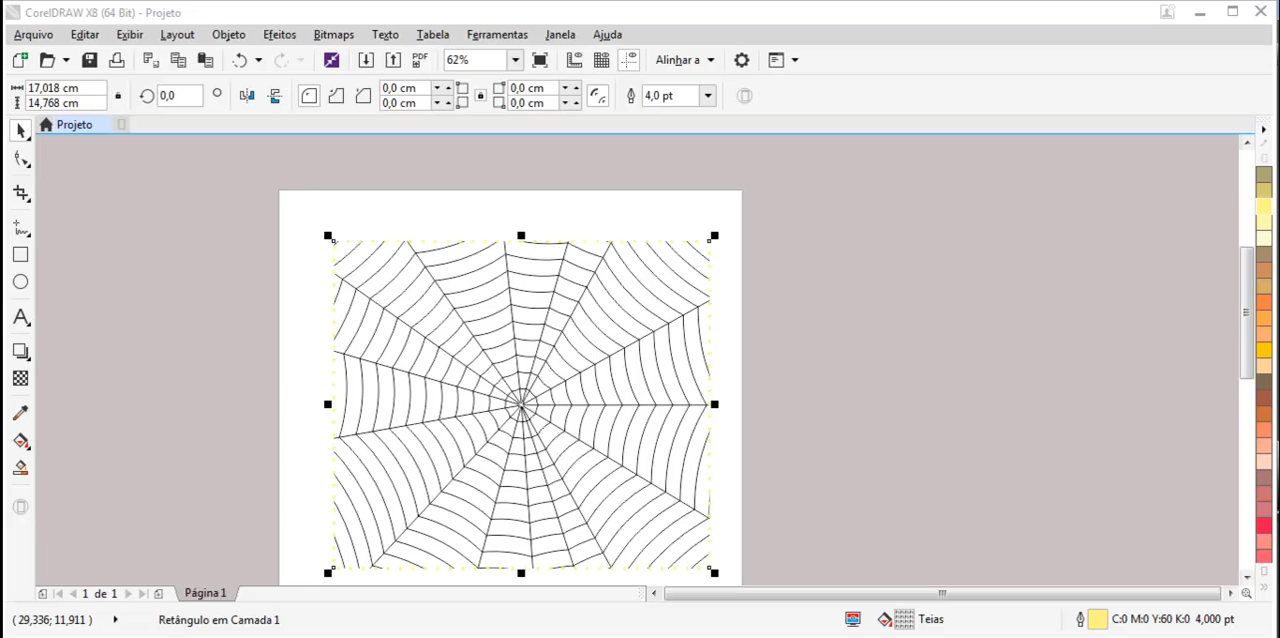 CorelDRAW X8 (64 Bit) - Projeto
Arquivo Editar Exibir Layout Objeto Efeitos Bitmaps Texto Tabela Ferramentas Janela Ajuda
PDF 62% Alinhar a
17,018 cm 0,0 0,0 cm 0,0 cm 4,0 pt
14,768 cm 0,0 cm 0,0 cm
Projeto
1 de 1 Página 1
( 29,336; 11,911 ) Retângulo em Camada 1 Teias C:0 M:0 Y:60 K:0 4,000 pt